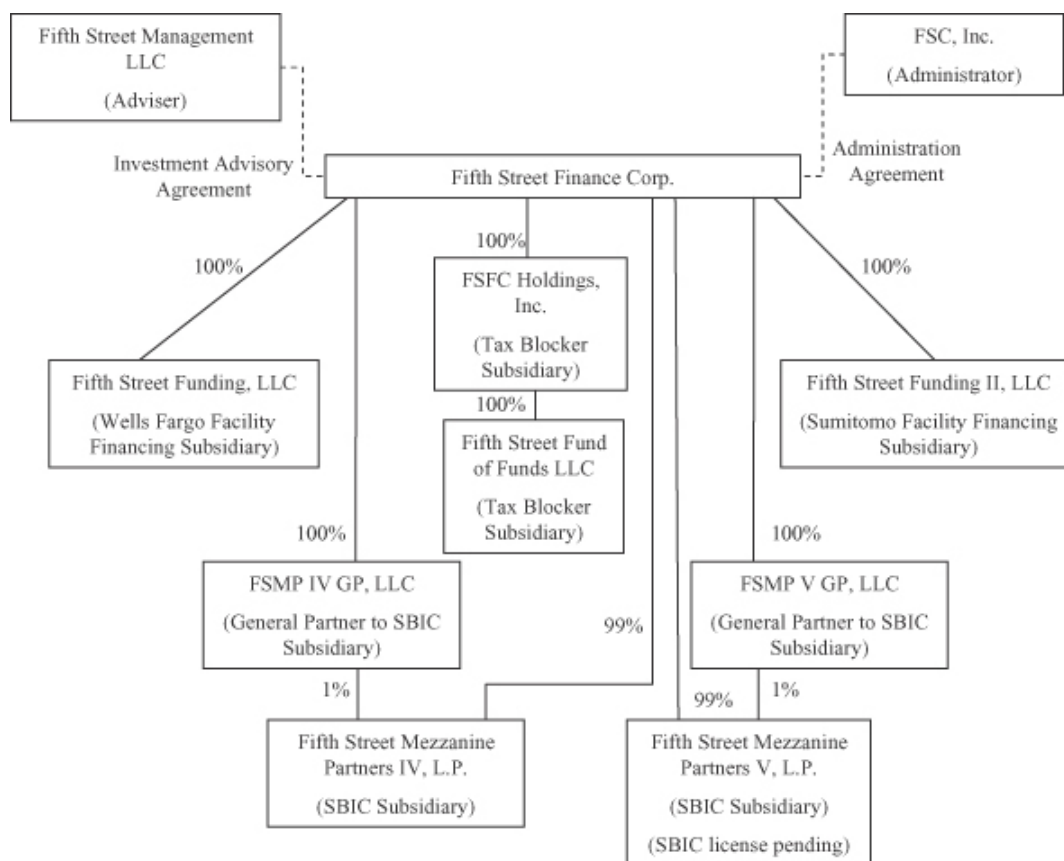 Fifth Street Management
LLC
(Adviser)
FSC, Inc.
(Administrator)
Investment Advisory
Agreement
Administration
Agreement
Fifth Street Finance Corp.
100%
100%
100%
FSFC Holdings,
Inc.
(Tax Blocker
Subsidiary)
Fifth Street Funding, LLC
(Wells Fargo Facility
Financing Subsidiary)
100%
Fifth Street Fund
of Funds LLC
(Tax Blocker
Subsidiary)
Fifth Street Funding II, LLC
(Sumitomo Facility Financing
Subsidiary)
100%
100%
FSMP IV GP, LLC
(General Partner to SBIC
Subsidiary)
99%
FSMP V GP, LLC
(General Partner to SBIC
Subsidiary)
1%
99%
1%
Fifth Street Mezzanine
Partners IV, L.P.
(SBIC Subsidiary)
Fifth Street Mezzanine
Partners V, L.P.
(SBIC Subsidiary)
(SBIC license pending)